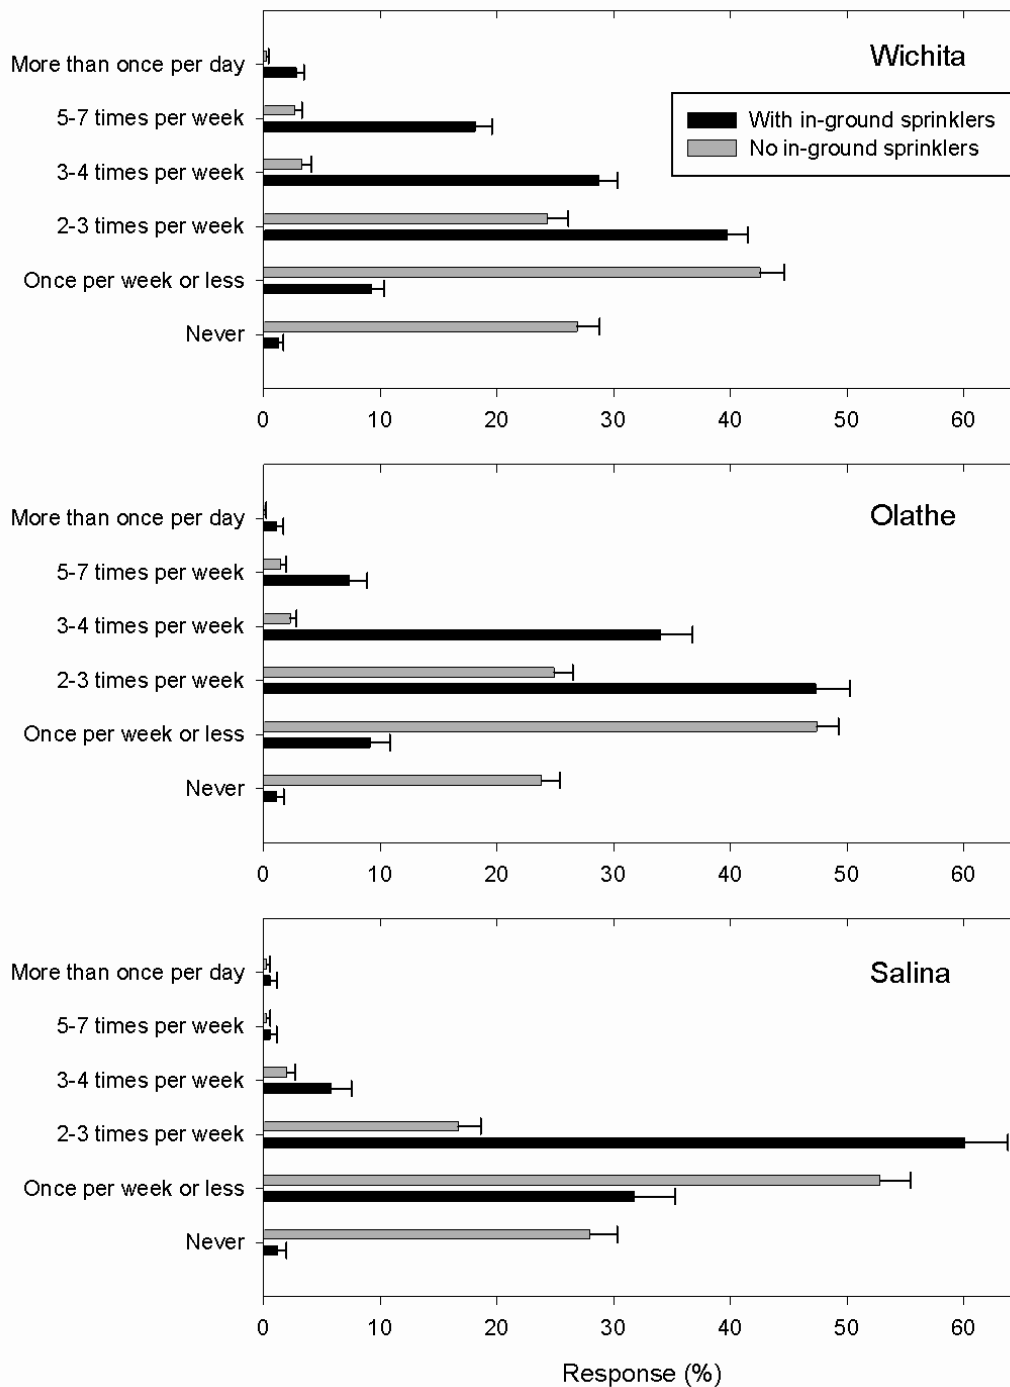 Wichita
With in-ground sprinklers
No in-ground sprinklers
More than once per day
5-7 times per week
3-4 times per week
2-3 times per week
Once per week or less
Never
0 10 20 30 40 50 60
Olathe
More than once per day
5-7 times per week
3-4 times per week
2-3 times per week
Once per week or less
Never
0 10 20 30 40 50 60
Salina
More than once per day
5-7 times per week
3-4 times per week
2-3 times per week
Once per week or less
Never
0 10 20 30 40 50 60
Response (%)